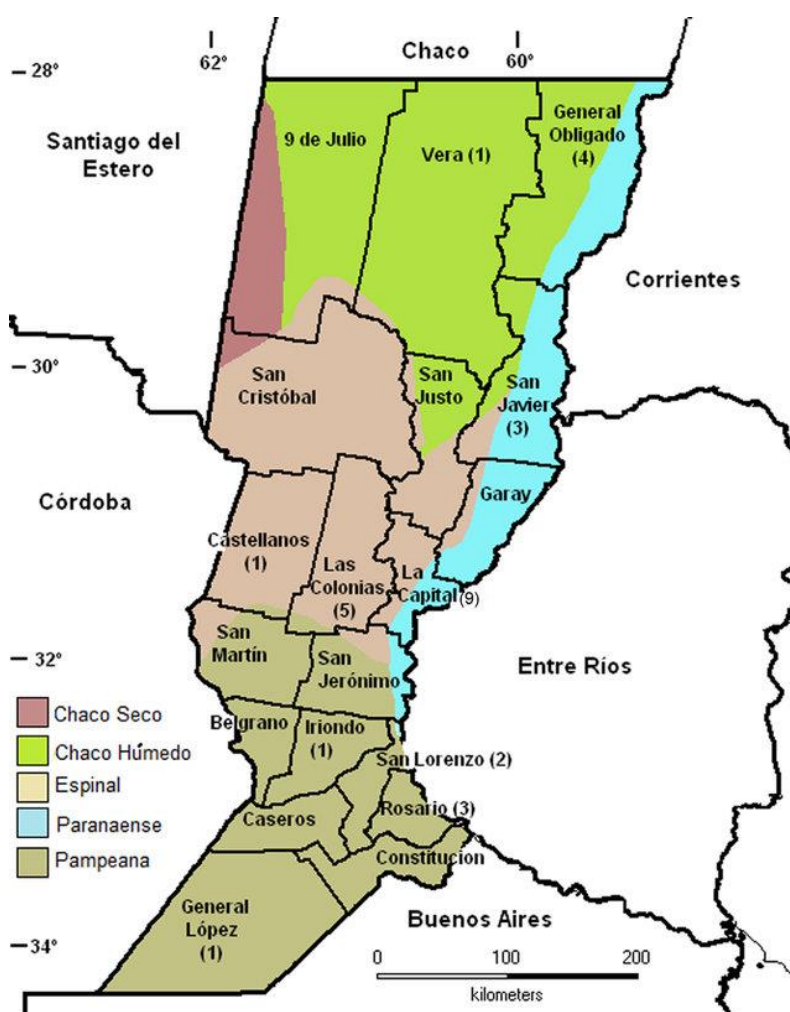 Chaco
62°
60°
28°
Santiago del
Estero
9 de Julio
Vera (1)
General
Obligado
(4)
Corrientes
30°
San
Cristóbal
San
Justo
San
Javier
(3)
Córdoba
Garay
Castellanos
(1)
Las
Colonias
(5)
La
Capital (9)
32°
San
Martín
San
Jerónimo
Entre Ríos
Chaco Seco
Chaco Húmedo
Espinal
Paranaense
Pampeana
Belgrano
Iriondo
(1)
San Lorenzo (2)
Caseros
Rosario (3)
Constitucíon
General
López
(1)
Buenos Aires
34°
0 100 200
kilometers